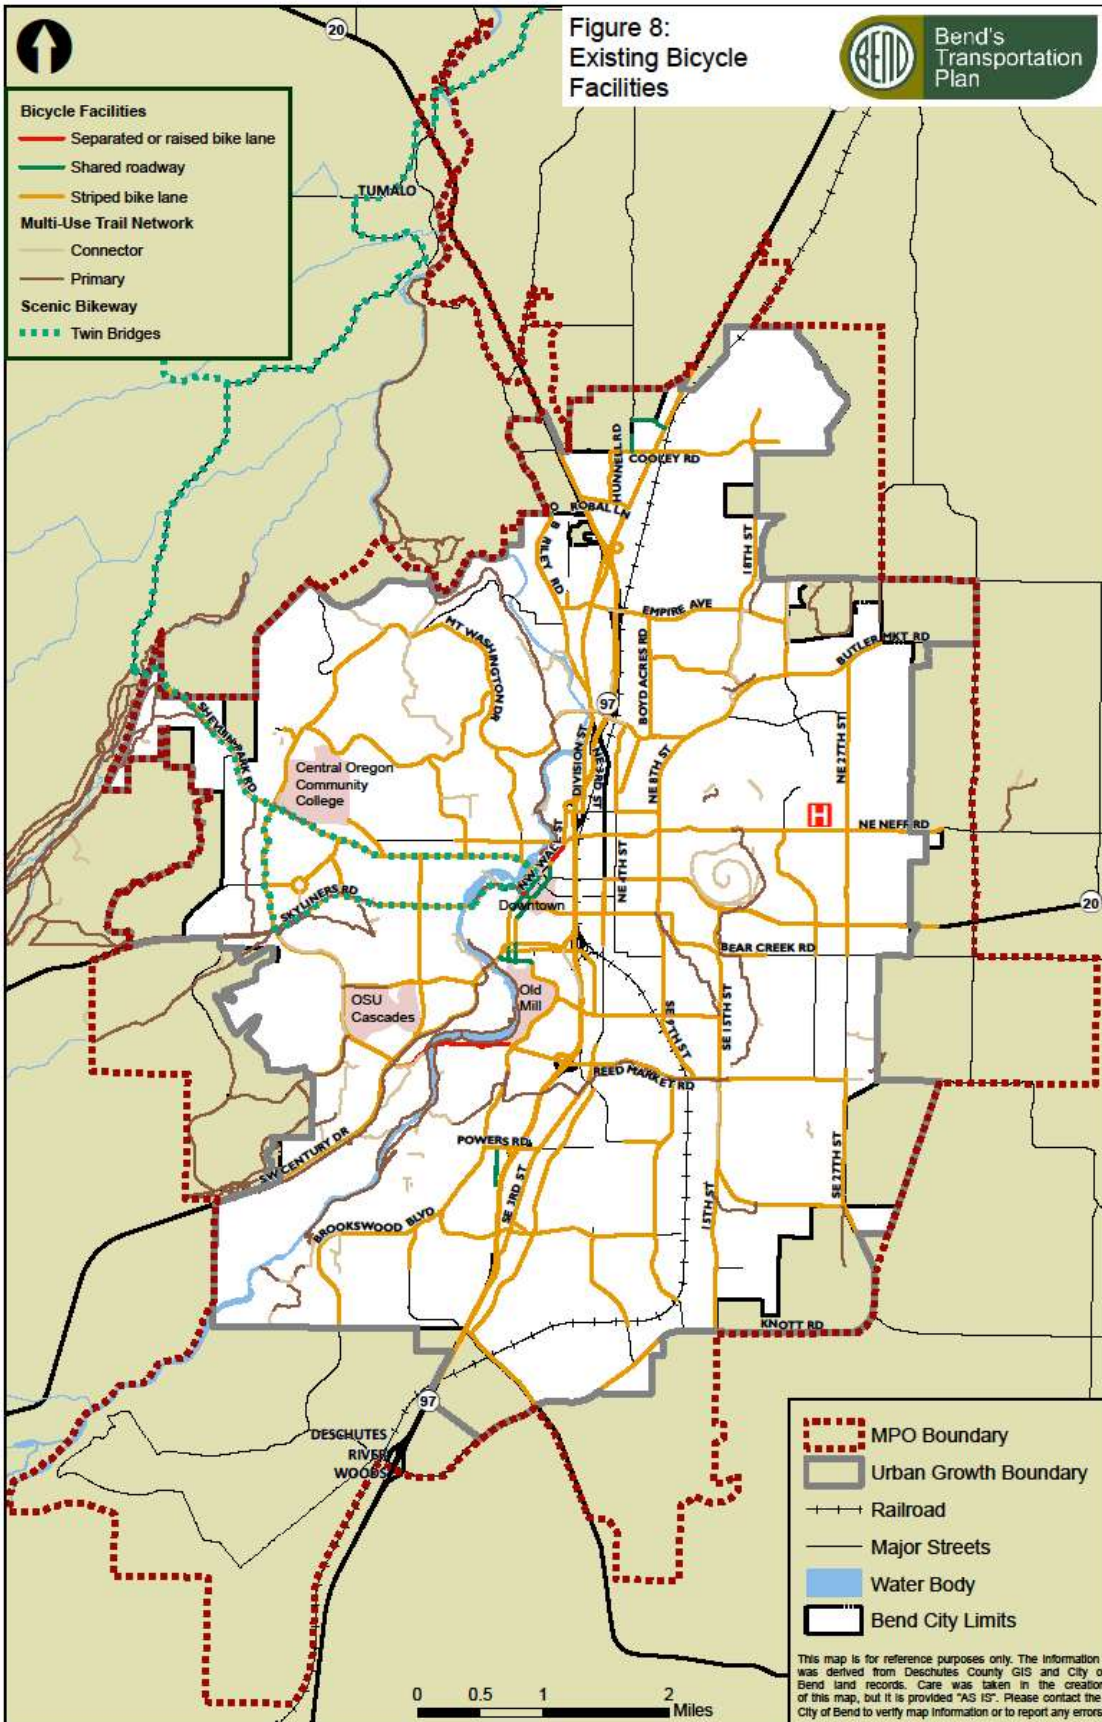 Figure 8:
Existing Bicycle
Facilities
BEND
Bend's
Transportation
Plan
20
Bicycle Facilities
Separated or raised bike lane
Shared roadway
Striped bike lane
Multi-Use Trail Network
Connector
Primary
Scenic Bikeway
Twin Bridges
TUMALO
HUNNELL RD
COOLEY RD
ROBAL LN
O. B. RILEY RD
18TH ST
EMPIRE AVE
BOYD ACRES RD
BUTLER MKT RD
MT WASHINGTON DR
97
SHEVLIN PARK RD
DIVISION ST
NE 3RD ST
NE 8TH ST
NE 27TH ST
Central Oregon
Community
College
H
NE NEFF RD
NW WALL ST
NE 4TH ST
SKYLINERS RD
Downtown
20
BEAR CREEK RD
OSU
Cascades
Old
Mill
SE 9TH ST
SE 15TH ST
REED MARKET RD
POWERS RD
SW CENTURY DR
SE 3RD ST
SE 27TH ST
15TH ST
BROOKSWOOD BLVD
KNOTT RD
97
DESCHUTES
RIVER
WOODS
MPO Boundary
Urban Growth Boundary
Railroad
Major Streets
Water Body
Bend City Limits
This map is for reference purposes only. The Information
was derived from Deschutes County GIS and City o
Bend land records. Care was taken in the creation
of this map, but it is provided "AS IS". Please contact the
City of Bend to verify map information or to report any errors
0 0.5 1 2
Miles